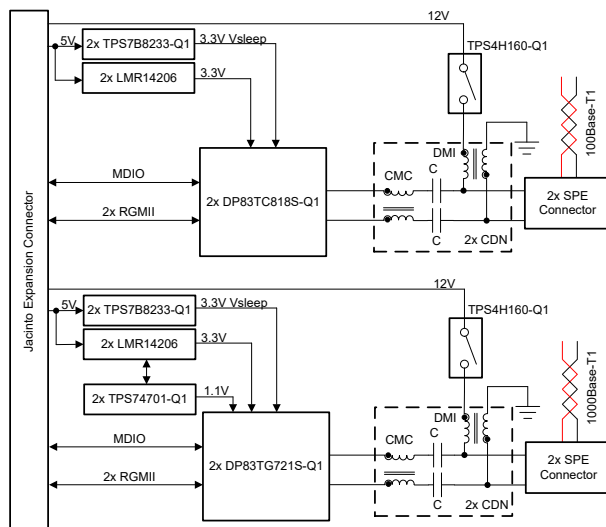 12V
TPS4H160-Q1
5V
2x TPS7B8233-Q1
3.3V Vsleep
2x LMR14206
3.3V
100Base-T1
DMI
CMC
C
MDIO
2x DP83TC818S-Q1
2x SPE
Connector
2x RGMII
C
2x CDN
Jacinto Expansion Connector
12V
TPS4H160-Q1
5V
2x TPS7B8233-Q1
3.3V Vsleep
2x LMR14206
3.3V
1000Base-T1
2x TPS74701-Q1
1.1V
DMI
C
CMC
MDIO
2x DP83TG721S-Q1
2x SPE
Connector
2x RGMII
C
2x CDN